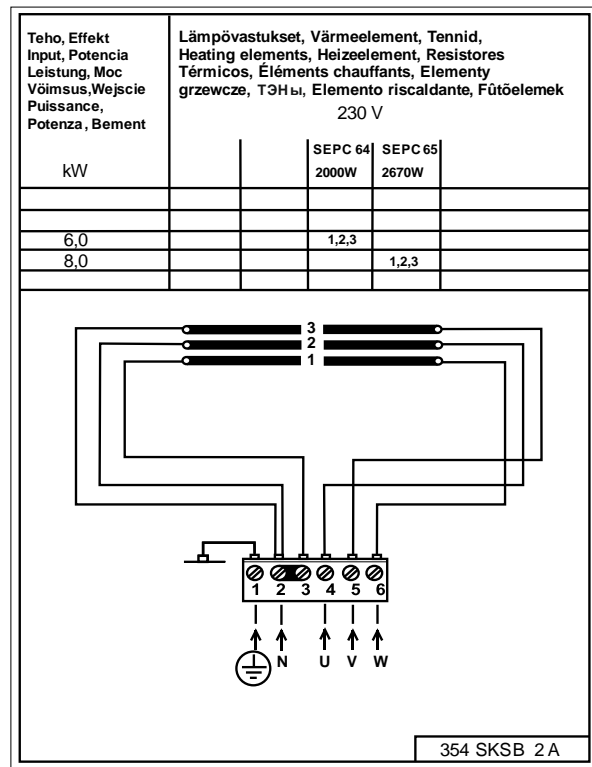 Teho, Effekt
Input, Potencia
Leistung, Moc
Võimsus,Wejscie
Puissance,
Potenza , Bement
kW
Lämpövastukset, Värmeelement, Tennid,
Heating elements, Heizeelement, Resistores
Térmicos, Éléments chauffants, Elementy
grzewcze, ТЭНы, Elemento riscaldante, Fûtõelemek
230 V
SEPC 64 SEPC 65
2000W 2670W
6,0 1,2,3
8,0 1,2,3
3
2
1
1 2 3 4 5 6
N U V W
354 SKSB 2 A